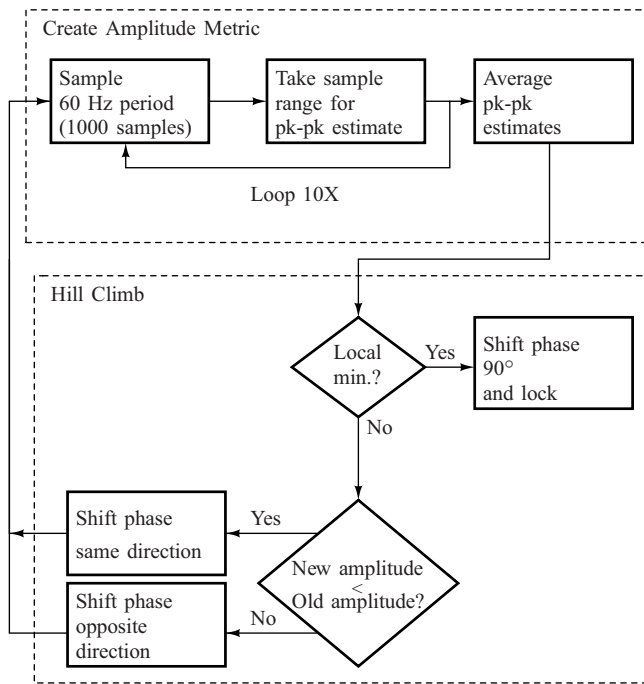 Create Amplitude Metric
Sample
60 Hz period
(1000 samples)
Take sample
range for
pk-pk estimate
Average
pk-pk
estimates
Loop 10X
Hill Climb
Local
min.?
Yes
Shift phase
90°
and lock
No
Shift phase
same direction
Yes
New amplitude
<
Old amplitude?
Shift phase
opposite
direction
No